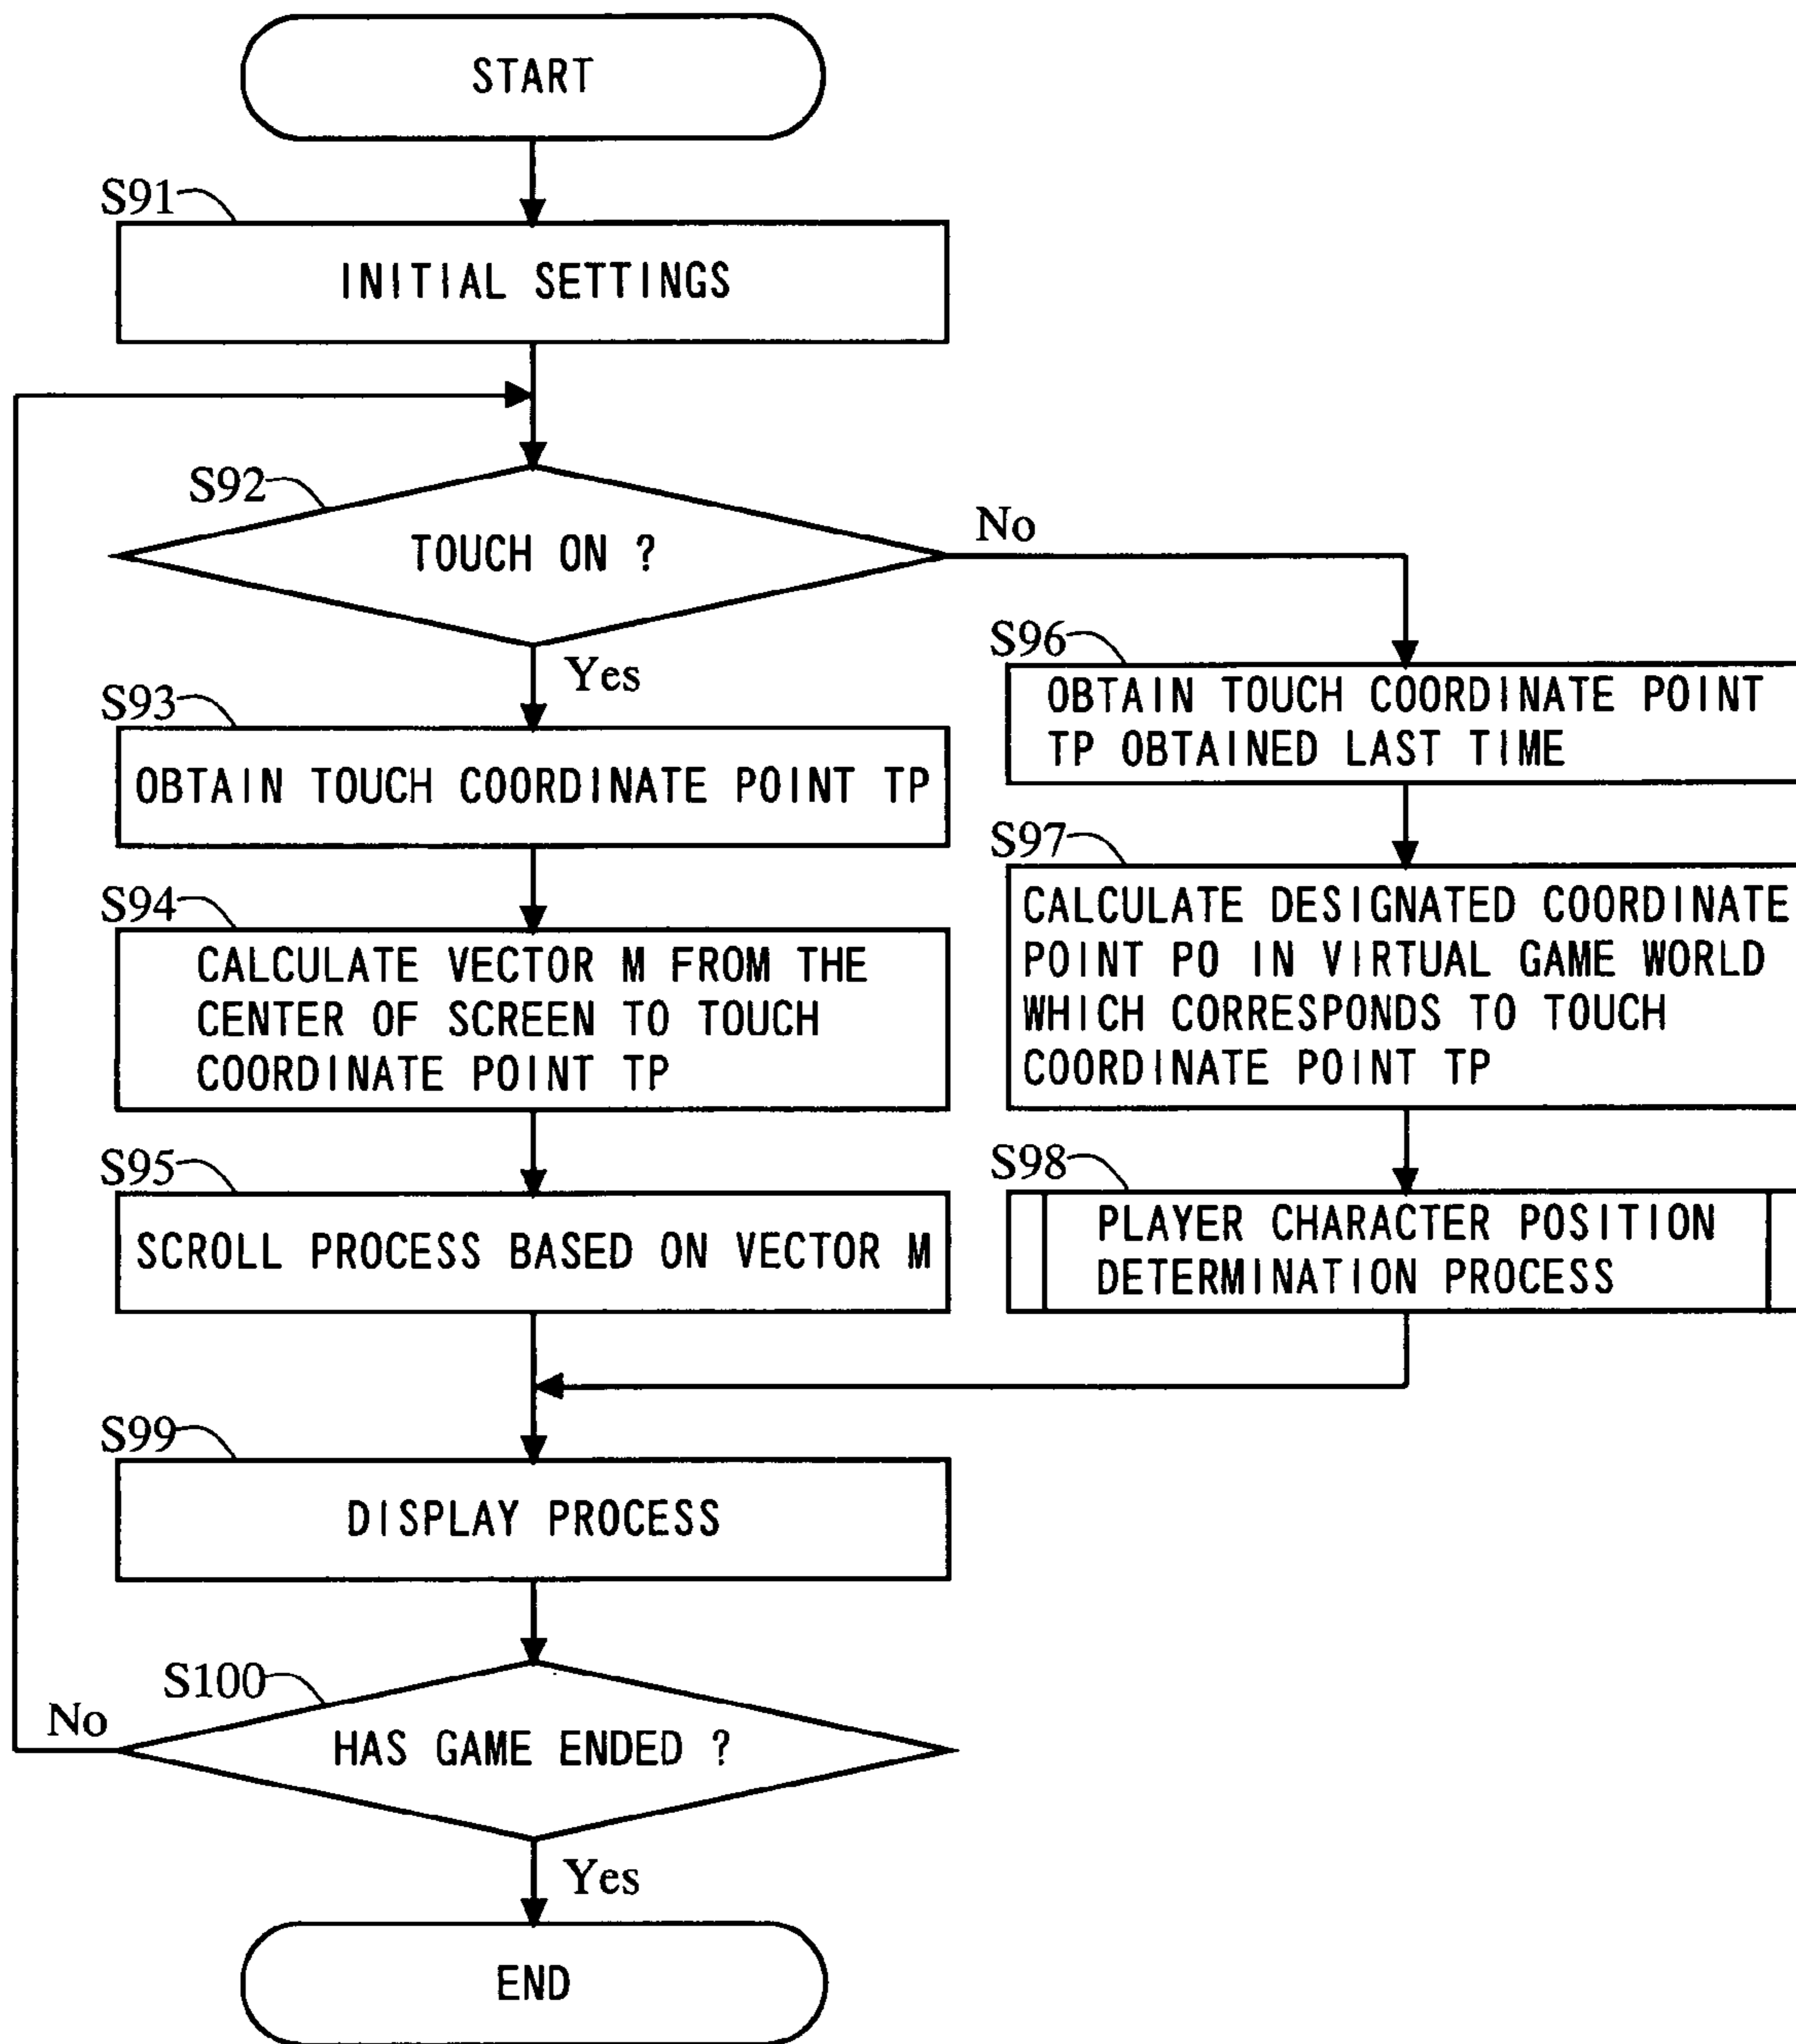 START
S91
INITIAL SETTINGS
S92
TOUCH ON ?
No
Yes
S93
OBTAIN TOUCH COORDINATE POINT TP
S94
CALCULATE VECTOR M FROM THE
CENTER OF SCREEN TO TOUCH
COORDINATE POINT TP
S95
SCROLL PROCESS BASED ON VECTOR M
S96
OBTAIN TOUCH COORDINATE POINT
TP OBTAINED LAST TIME
S97
CALCULATE DESIGNATED COORDINATE
POINT P0 IN VIRTUAL GAME WORLD
WHICH CORRESPONDS TO TOUCH
COORDINATE POINT TP
S98
PLAYER CHARACTER POSITION
DETERMINATION PROCESS
S99
DISPLAY PROCESS
S100
No
HAS GAME ENDED ?
Yes
END